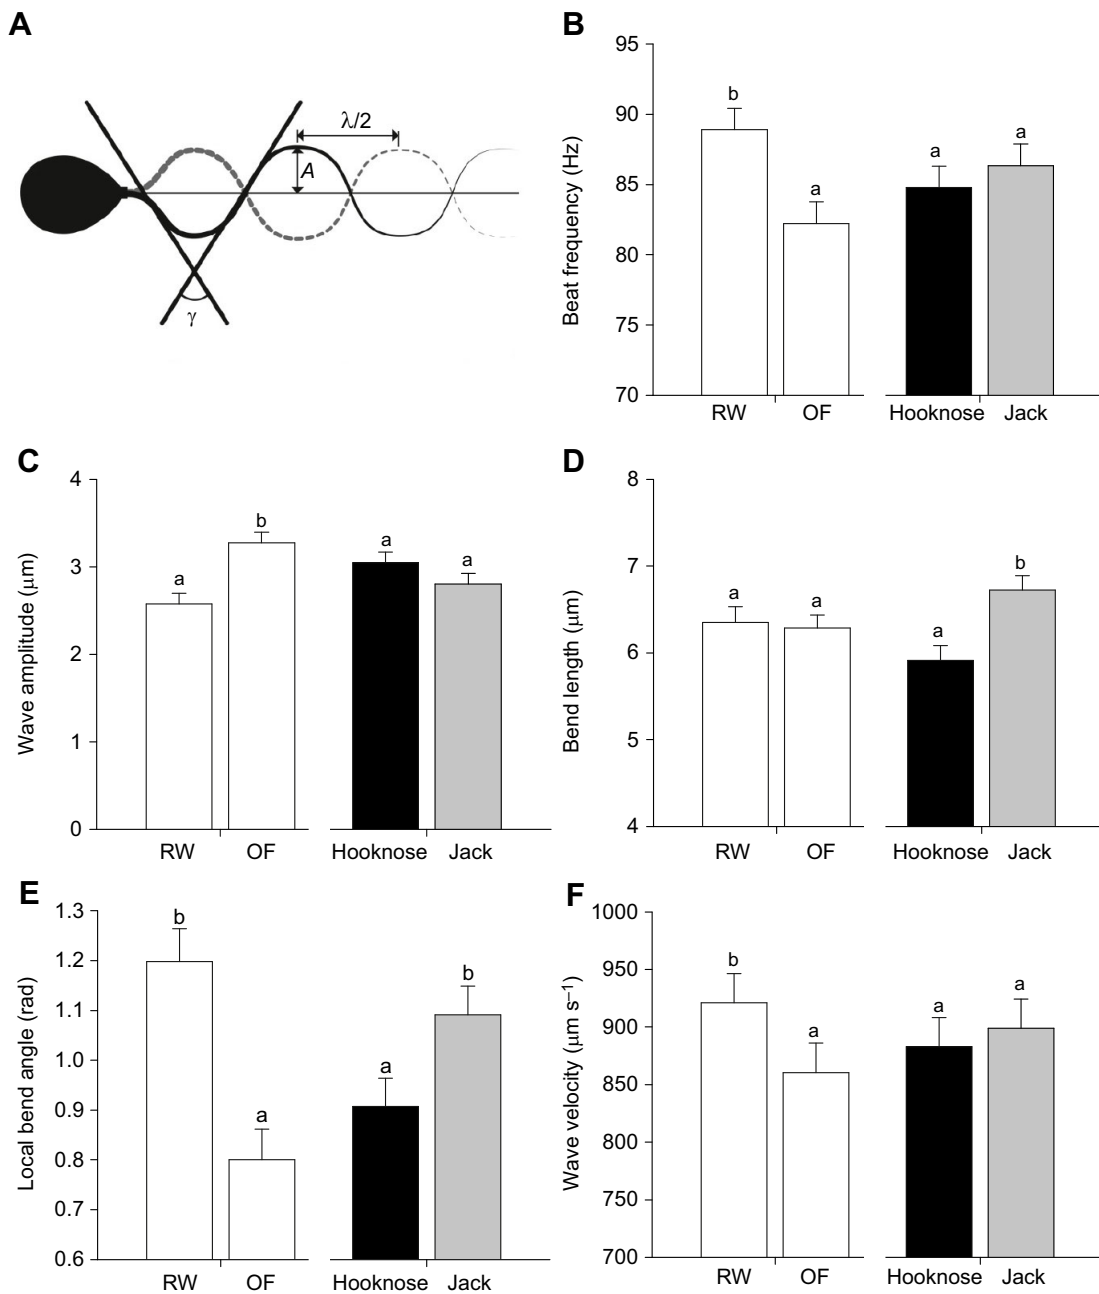 A
λ/2
A
γ
B
Beat frequency (Hz)
95
90
85
80
75
70
b
a
a
a
RW OF Hooknose Jack
C
Wave amplitude (μm)
4
3
2
1
0
a
b
a
a
RW OF Hooknose Jack
D
Bend length (μm)
8
7
6
5
4
a
a
a
b
RW OF Hooknose Jack
E
Local bend angle (rad)
1.3
1.2
1.1
1.0
0.9
0.8
0.7
0.6
b
a
a
b
RW OF Hooknose Jack
F
Wave velocity (μm s⁻¹)
1000
950
900
850
800
750
700
b
a
a
a
RW OF Hooknose Jack